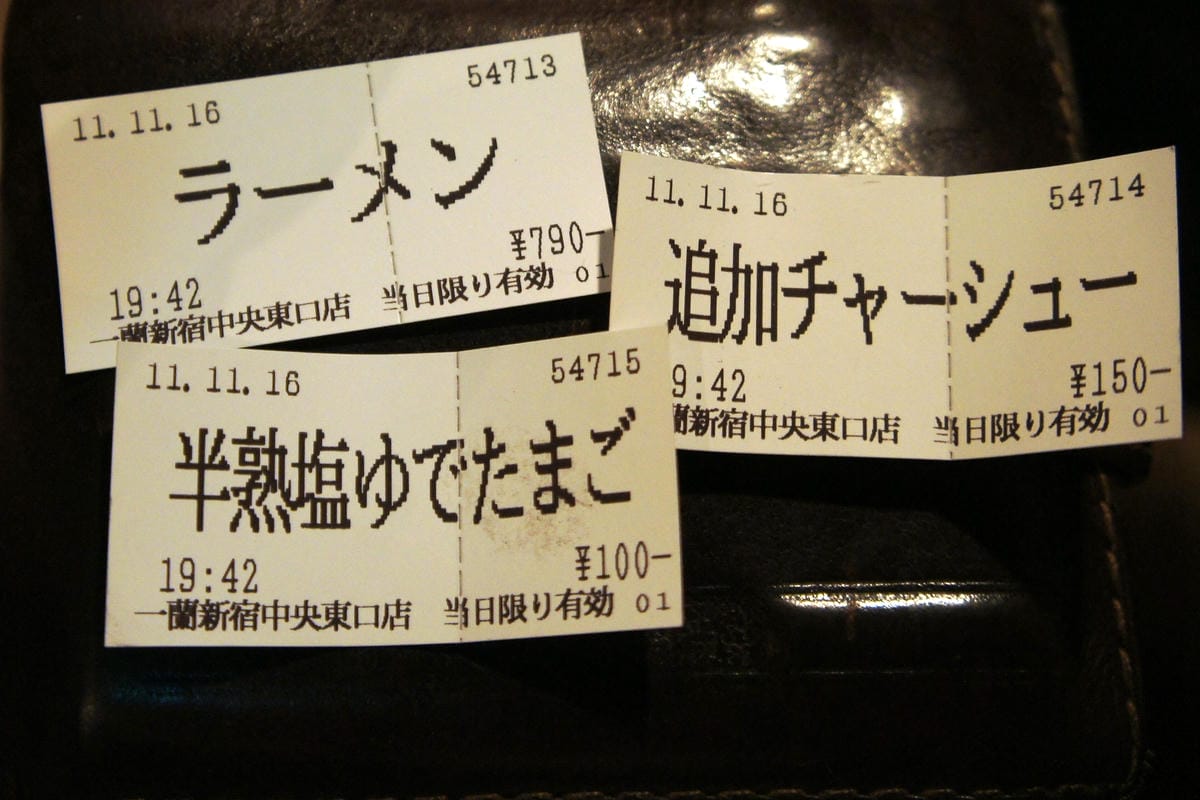 11.11.16 54713
ラーメン
¥790-
19:42
一蘭新宿中央東口店 当日限り有効 01
11.11.16 54714
追加チャーシュー
9:42 ¥150-
蘭新宿中央東口店 当日限り有効 01
11.11.16 54715
半熟塩ゆでたまご
19:42 ¥100-
一蘭新宿中央東口店 当日限り有効 01